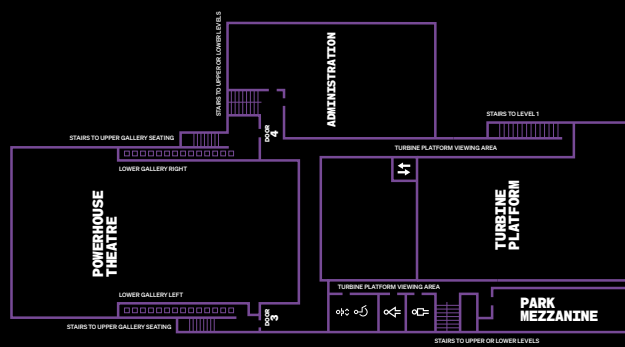 STAIRS TO UPPER OR LOWER LEVELS
ADMINISTRATION
STAIRS TO LEVEL 1
DOOR
4
STAIRS TO UPPER GALLERY SEATING
TURBINE PLATFORM VIEWING AREA
LOWER GALLERY RIGHT
POWERHOUSE
THEATRE
TURBINE
PLATFORM
TURBINE PLATFORM VIEWING AREA
LOWER GALLERY LEFT
PARK
MEZZANINE
DOOR
3
STAIRS TO UPPER GALLERY SEATING
STAIRS TO UPPER OR LOWER LEVELS